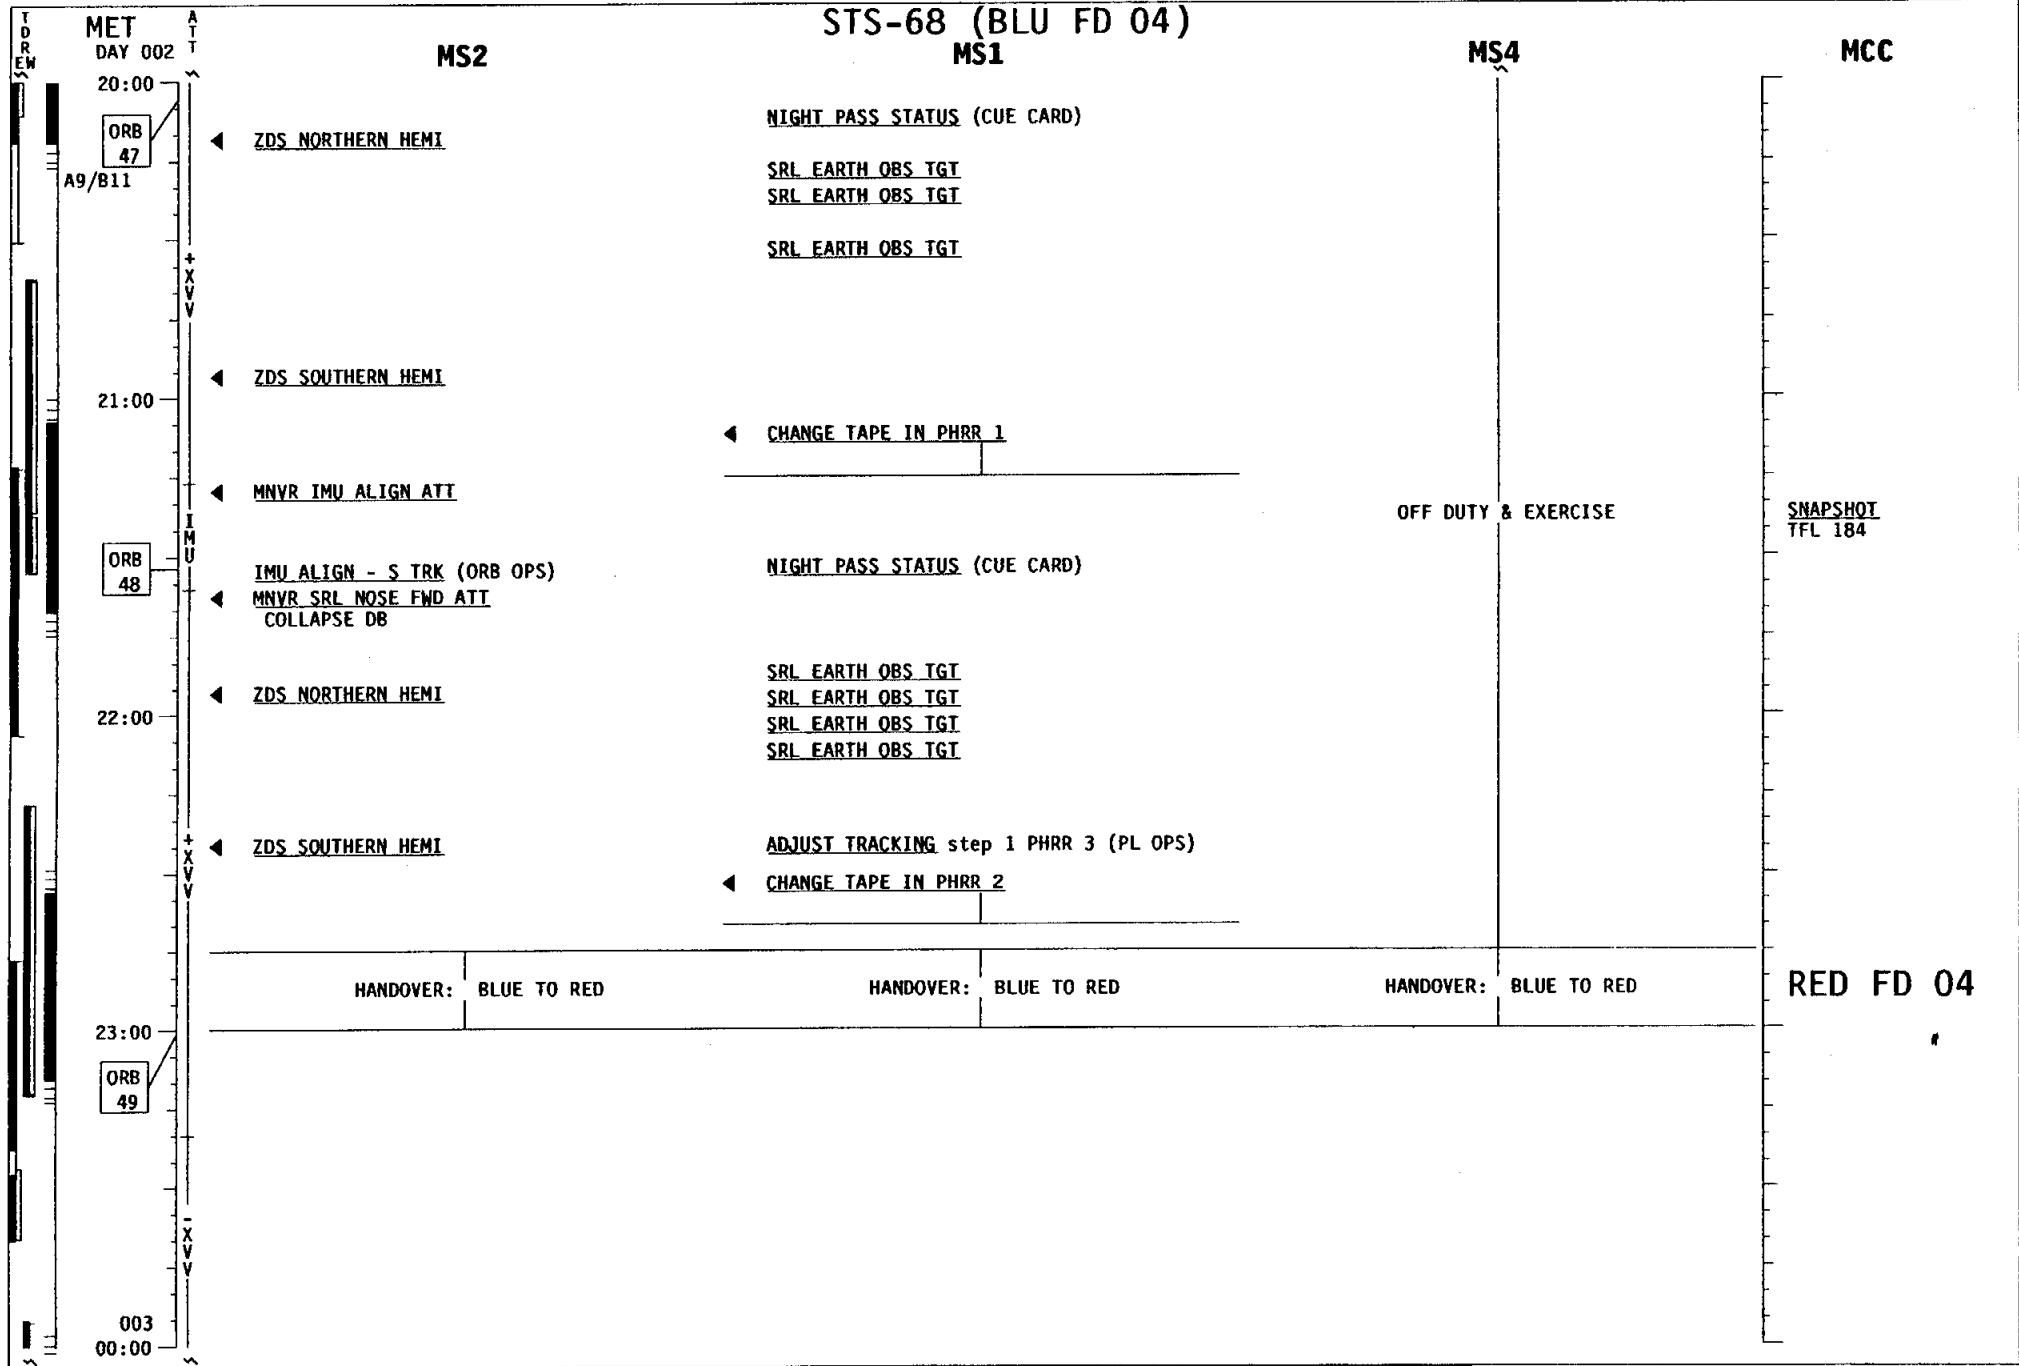 STS-68 (BLU FD 04)
TDRS EW
MET
DAY 002
ATT
MS2
MS1
MS4
MCC
20:00
NIGHT PASS STATUS (CUE CARD)
ORB
47
ZDS NORTHERN HEMI
A9/B11
SRL EARTH OBS TGT
SRL EARTH OBS TGT
SRL EARTH OBS TGT
+XVV
ZDS SOUTHERN HEMI
21:00
CHANGE TAPE IN PHRR 1
MNVR IMU ALIGN ATT
IMU
OFF DUTY & EXERCISE
SNAPSHOT
TFL 184
ORB
48
IMU ALIGN - S TRK (ORB OPS)
NIGHT PASS STATUS (CUE CARD)
MNVR SRL NOSE FWD ATT
COLLAPSE DB
SRL EARTH OBS TGT
ZDS NORTHERN HEMI
SRL EARTH OBS TGT
22:00
SRL EARTH OBS TGT
SRL EARTH OBS TGT
+XVV
ZDS SOUTHERN HEMI
ADJUST TRACKING step 1 PHRR 3 (PL OPS)
CHANGE TAPE IN PHRR 2
HANDOVER: BLUE TO RED
HANDOVER: BLUE TO RED
HANDOVER: BLUE TO RED
RED FD 04
23:00
ORB
49
-XVV
003
00:00